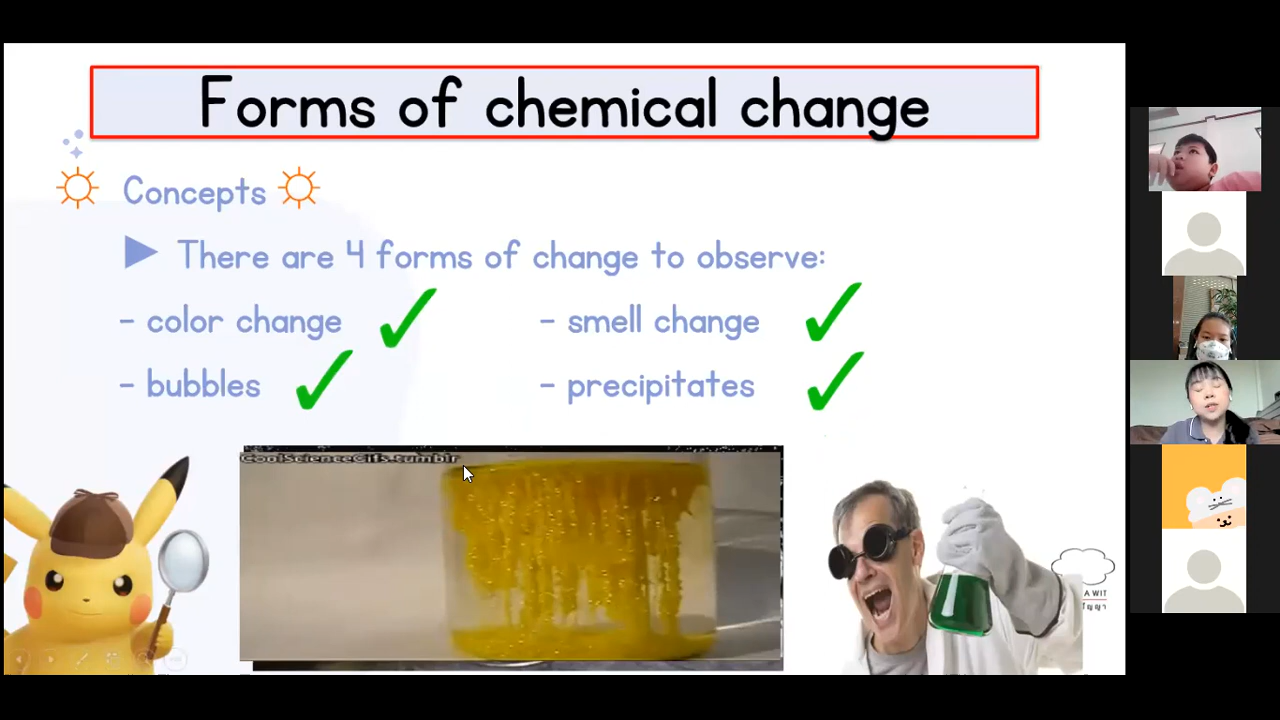 Forms of chemical change
Concepts
There are 4 forms of change to observe:
- color change
- smell change
- bubbles
- precipitates
CoolScienceGifs.tumblr
A WIT